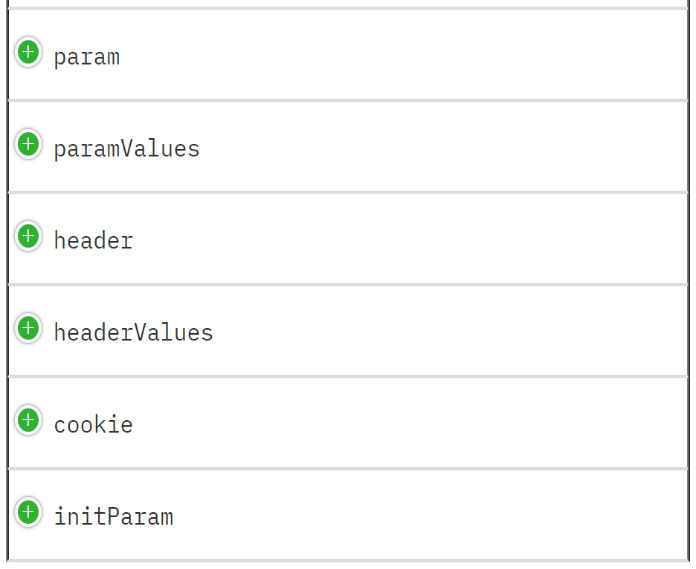 param
paramValues
header
headerValues
cookie
initParam